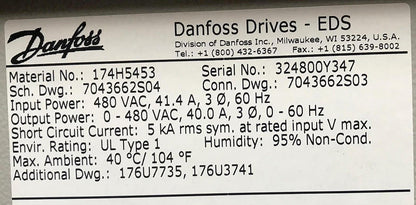 Danfoss
Danfoss Drives - EDS
Division of Danfoss Inc., Milwaukee, WI 53224, U.S.A.
Tel.: +1 (800) 432-6367 Fax.: +1 (815) 639-8002
Material No.: 174H5453 Serial No.: 324800Y347
Sch. Dwg.: 7043662S04 Conn. Dwg.: 7043662S03
Input Power: 480 VAC, 41.4 A, 3 Ø, 60 Hz
Output Power: 0 - 480 VAC, 40.0 A, 3 Ø, 0 - 60 Hz
Short Circuit Current: 5 kA rms sym. at rated input V max.
Envir. Rating: UL Type 1 Humidity: 95% Non-Cond.
Max. Ambient: 40 °C/ 104 °F
Additional Dwg.: 176U7735, 176U3741